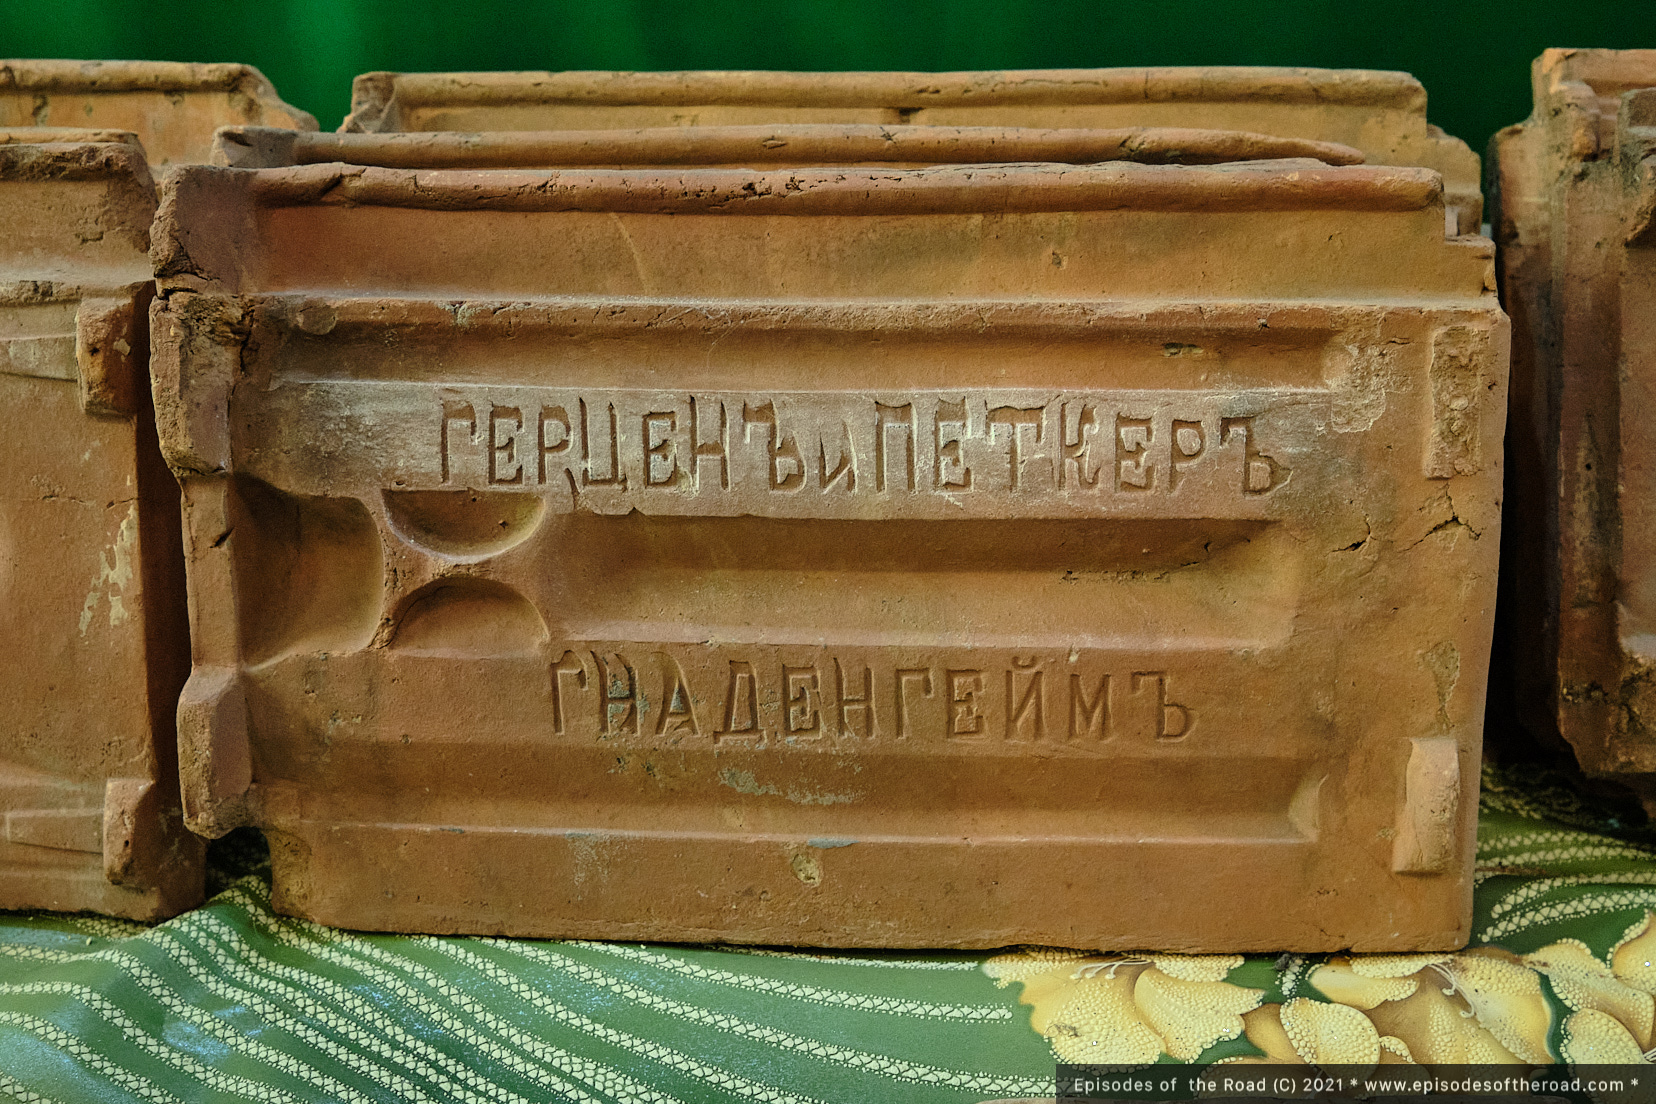 ГЕРЦЕНЪ и ПЕТКЕРЪ
ГНАДЕНГЕЙМЪ
Episodes of the Road (C) 2021 * www.episodesoftheroad.com *